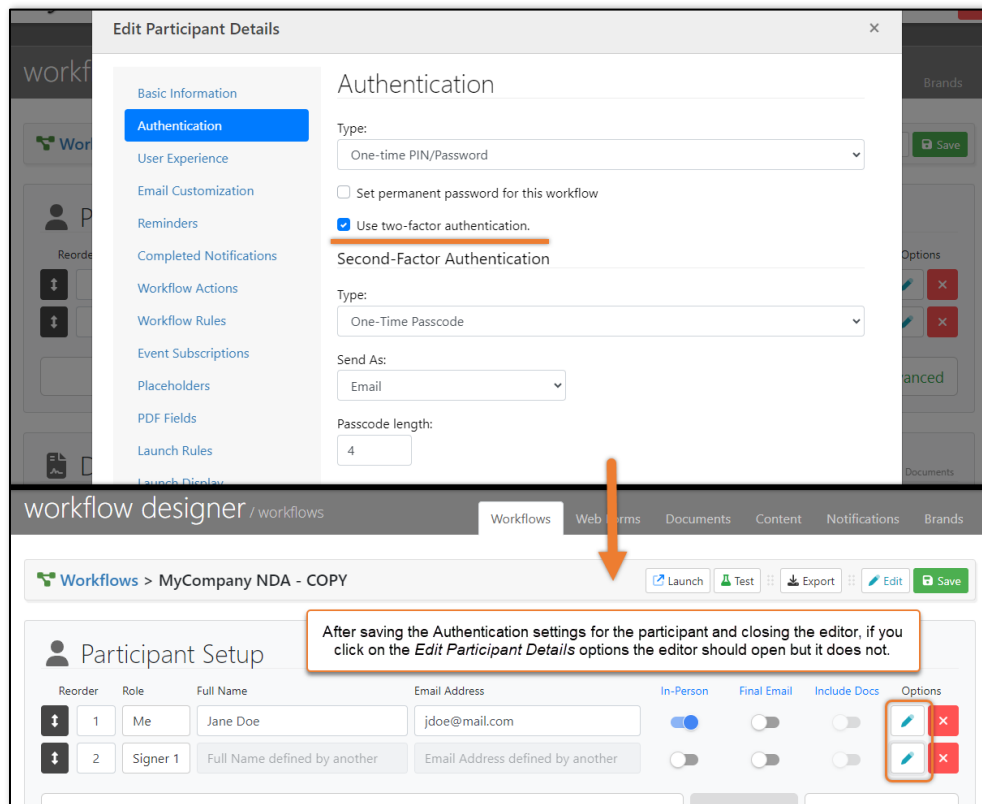 Edit Participant Details ×
workf
Brands
Basic Information
Authentication
User Experience
Email Customization
Reminders
Completed Notifications
Workflow Actions
Workflow Rules
Event Subscriptions
Placeholders
PDF Fields
Launch Rules
Launch Display
Authentication
Type:
One-time PIN/Password
Set permanent password for this workflow
Use two-factor authentication.
Second-Factor Authentication
Type:
One-Time Passcode
Send As:
Email
Passcode length:
4
Wor
Save
P
Reorde
Options
anced
D
Documents
workflow designer / workflows
Workflows Web Forms Documents Content Notifications Brands
Workflows > MyCompany NDA - COPY
Launch Test Export Edit Save
After saving the Authentication settings for the participant and closing the editor, if you
click on the Edit Participant Details options the editor should open but it does not.
Participant Setup
Reorder Role Full Name Email Address In-Person Final Email Include Docs Options
1 Me Jane Doe jdoe@mail.com
2 Signer 1 Full Name defined by another Email Address defined by another